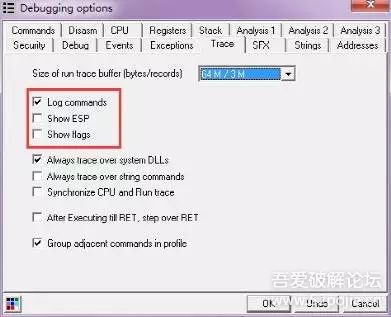 Debugging options
Commands Disasm CPU Registers Stack Analysis 1 Analysis 2 Analysis 3
Security Debug Events Exceptions Trace SFX Strings Addresses
Size of run trace buffer (bytes/records) 64 M / 3 M
Log commands
Show ESP
Show flags
Always trace over system DLLs
Always trace over string commands
Synchronize CPU and Run trace
After Executing till RET, step over RET
Group adjacent commands in profile
OK Undo Cancel
吾爱破解论坛